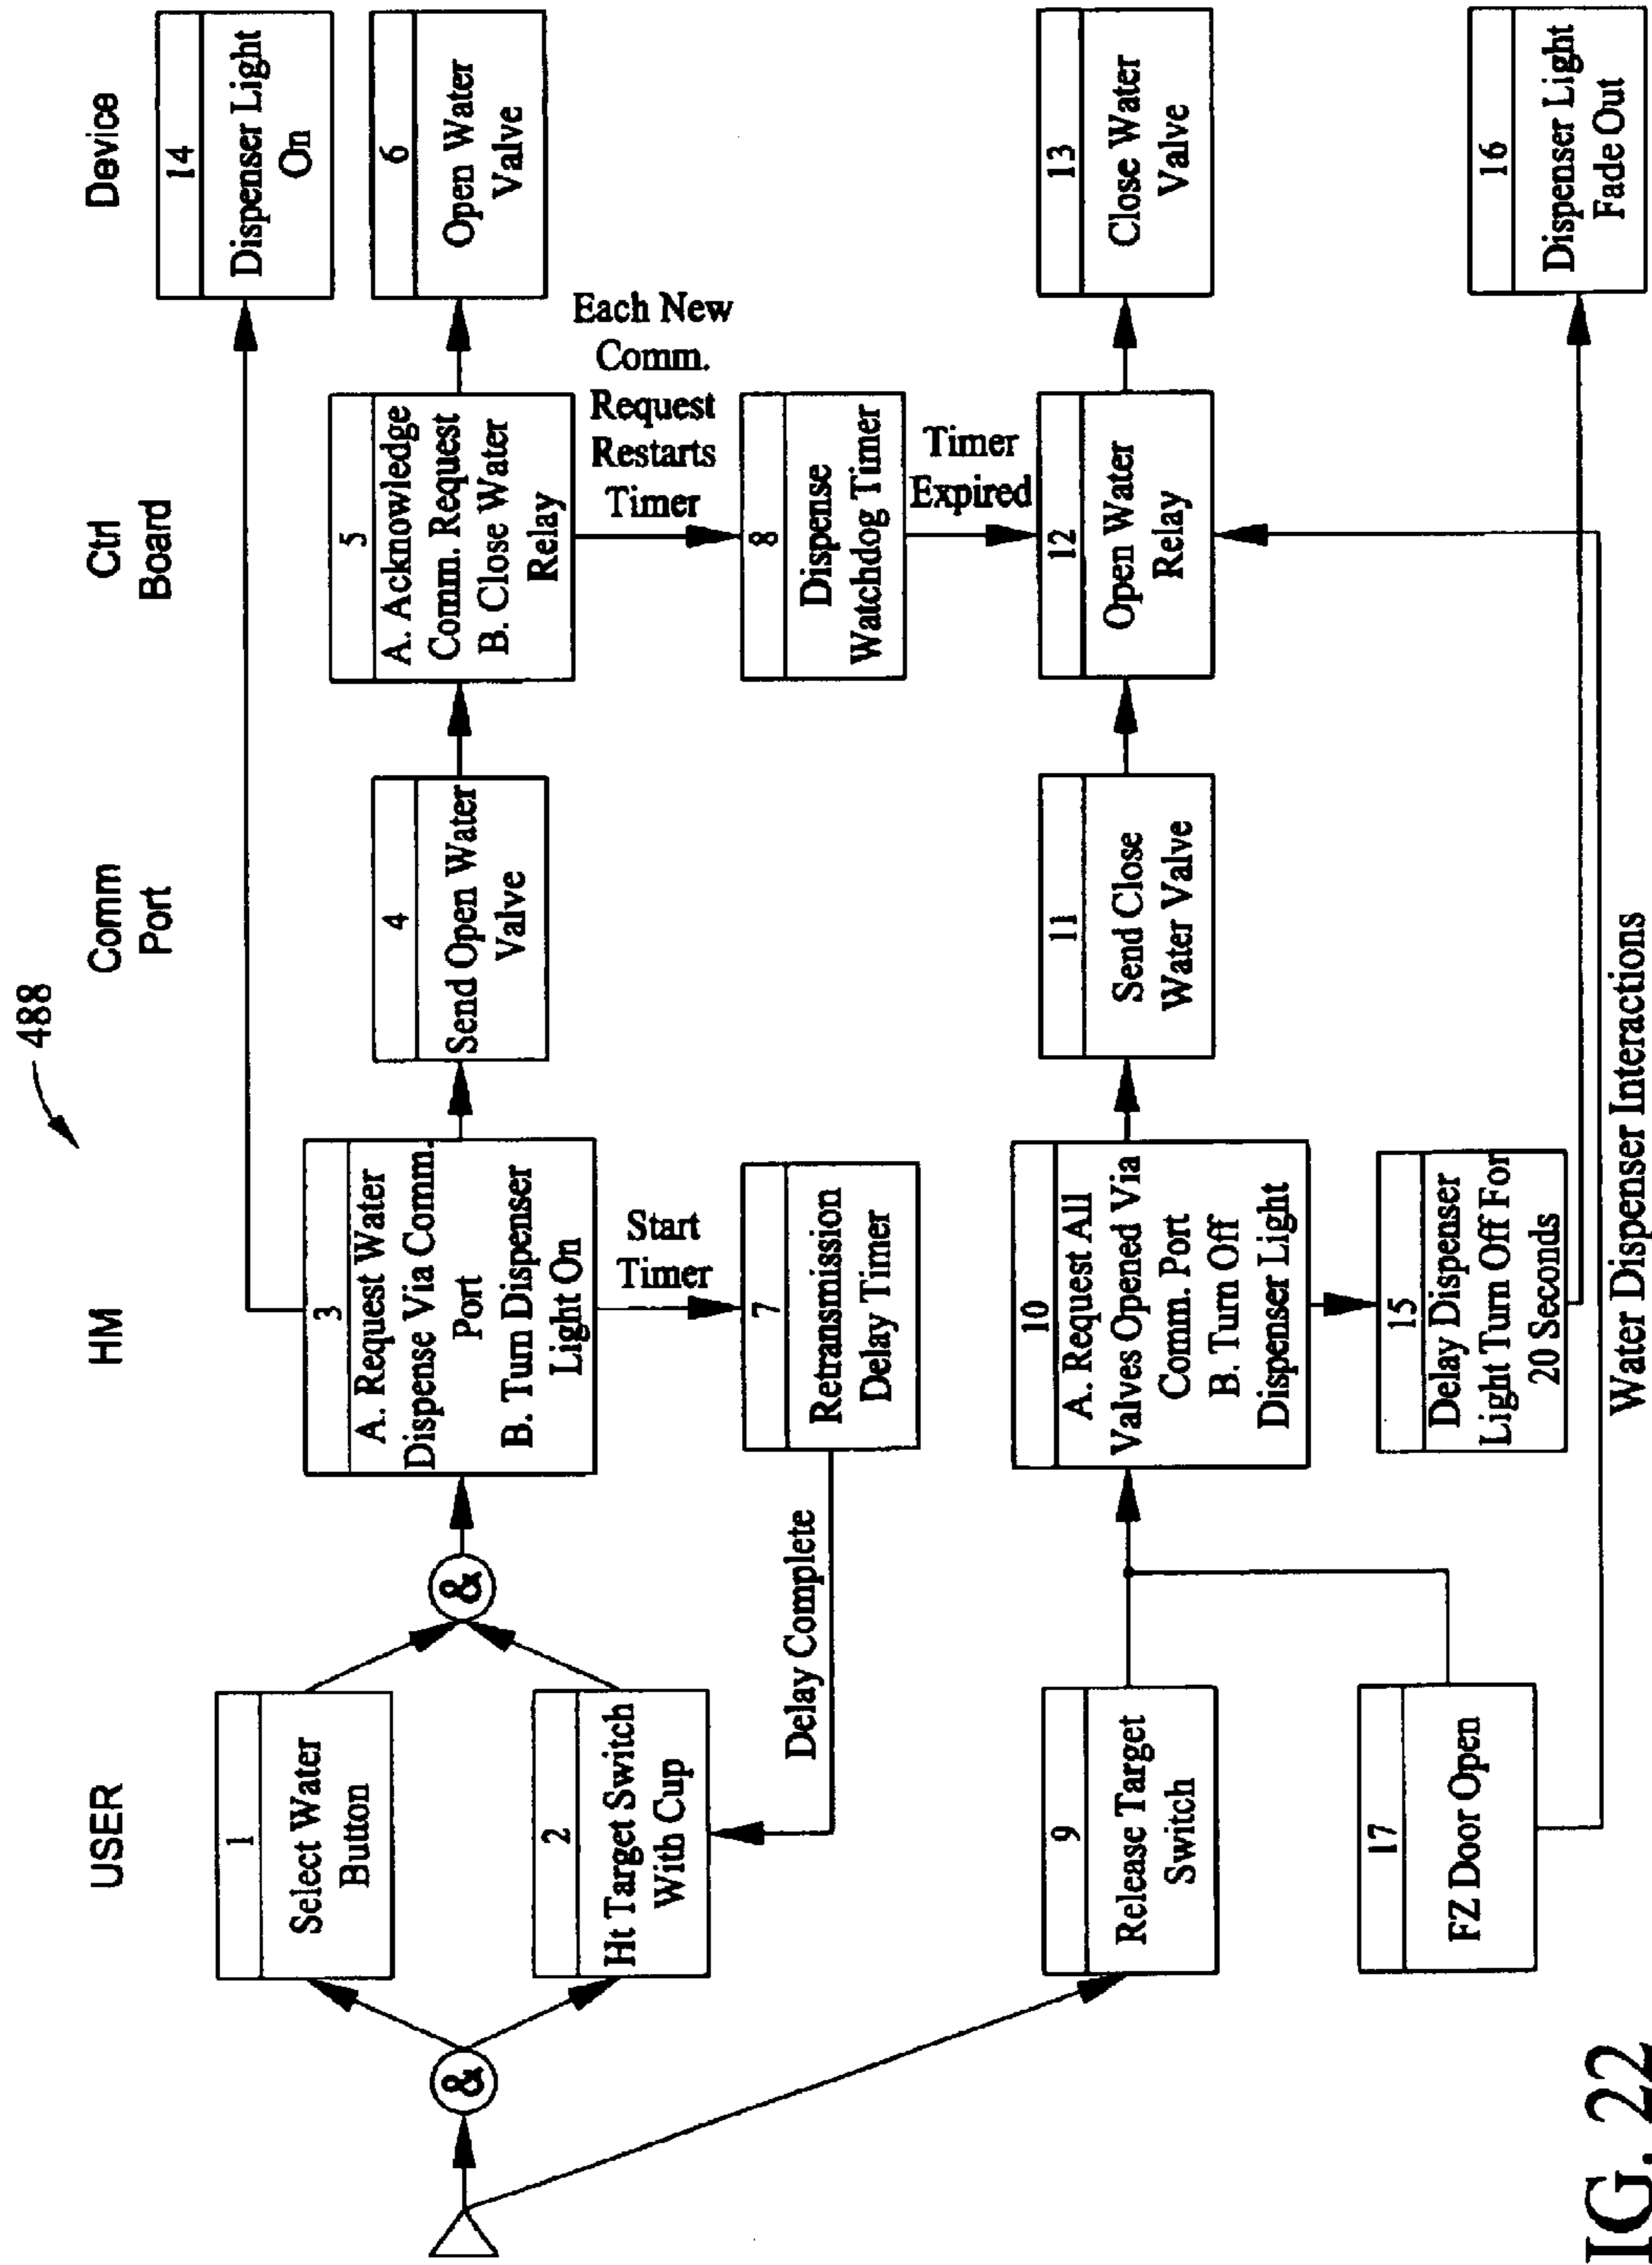 488
USER
HM
Comm
Port
Ctrl
Board
Device
1
Select Water
Button
2
Ht Target Switch
With Cup
&
&
3
A. Request Water
Dispense Via Comm.
Port
B. Turn Dispenser
Light On
4
Send Open Water
Valve
5
A. Acknowledge
Comm. Request
B. Close Water
Relay
6
Open Water
Valve
14
Dispenser Light
On
Start
Timer
7
Retransmission
Delay Timer
Delay Complete
Each New
Comm.
Request
Restarts
Timer
8
Dispense
Watchdog Timer
Timer
Expired
9
Release Target
Switch
10
A. Request All
Valves Opened Via
Comm. Port
B. Turn Off
Dispenser Light
11
Send Close
Water Valve
12
Open Water
Relay
13
Close Water
Valve
17
FZ Door Open
15
Delay Dispenser
Light Turn Off For
20 Seconds
16
Dispenser Light
Fade Out
Water Dispenser Interactions
IG. 22